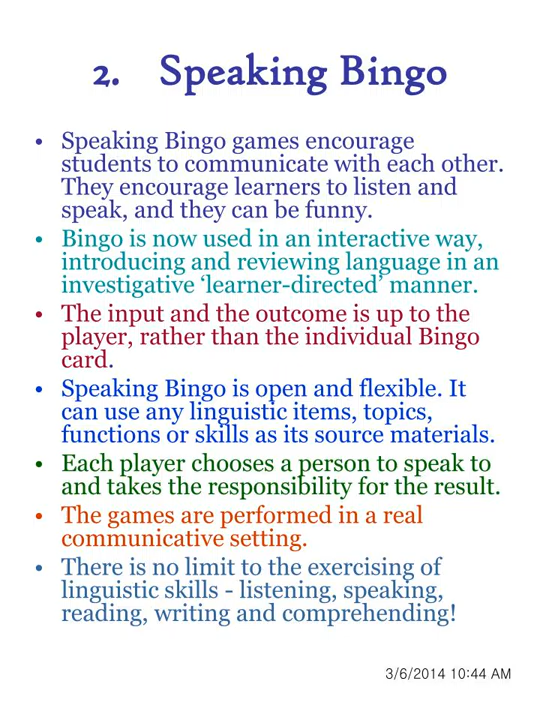 2. Speaking Bingo
• Speaking Bingo games encourage
students to communicate with each other.
They encourage learners to listen and
speak, and they can be funny.
• Bingo is now used in an interactive way,
introducing and reviewing language in an
investigative ‘learner-directed’ manner.
• The input and the outcome is up to the
player, rather than the individual Bingo
card.
• Speaking Bingo is open and flexible. It
can use any linguistic items, topics,
functions or skills as its source materials.
• Each player chooses a person to speak to
and takes the responsibility for the result.
• The games are performed in a real
communicative setting.
• There is no limit to the exercising of
linguistic skills - listening, speaking,
reading, writing and comprehending!
3/6/2014 10:44 AM